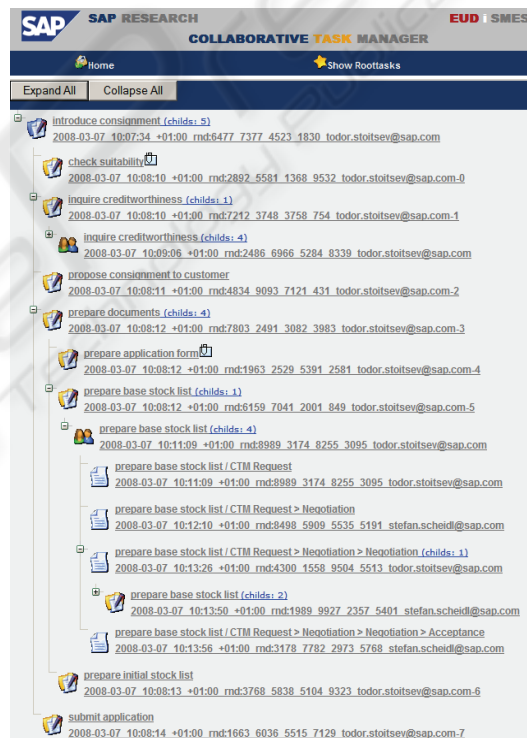 SAP
SAP RESEARCH
EUD i SMES
COLLABORATIVE TASK MANAGER
Home
Show Roottasks
Expand All
Collapse All
introduce consignment (childs: 5)
2008-03-07 10:07:34 +01:00 rnd:6477 7377 4523 1830 todor.stoitsev@sap.com
check suitability
2008-03-07 10:08:10 +01:00 rnd:2892 5581 1368 9532 todor.stoitsev@sap.com-0
inquire creditworthiness (childs: 1)
2008-03-07 10:08:10 +01:00 rnd:7212 3748 3758 754 todor.stoitsev@sap.com-1
inquire creditworthiness (childs: 4)
2008-03-07 10:09:06 +01:00 rnd:2486 6966 5284 8339 todor.stoitsev@sap.com
propose consignment to customer
2008-03-07 10:08:11 +01:00 rnd:4834 9093 7121 431 todor.stoitsev@sap.com-2
prepare documents (childs: 4)
2008-03-07 10:08:12 +01:00 rnd:7803 2491 3082 3983 todor.stoitsev@sap.com-3
prepare application form
2008-03-07 10:08:12 +01:00 rnd:1963 2529 5391 2581 todor.stoitsev@sap.com-4
prepare base stock list (childs: 1)
2008-03-07 10:08:12 +01:00 rnd:6159 7041 2001 849 todor.stoitsev@sap.com-5
prepare base stock list (childs: 4)
2008-03-07 10:11:09 +01:00 rnd:8989 3174 8255 3095 todor.stoitsev@sap.com
prepare base stock list / CTM Request
2008-03-07 10:11:09 +01:00 rnd:8989 3174 8255 3095 todor.stoitsev@sap.com
prepare base stock list / CTM Request > Negotiation
2008-03-07 10:12:10 +01:00 rnd:8498 5909 5535 5191 stefan.scheidl@sap.com
prepare base stock list / CTM Request > Negotiation > Negotiation (childs: 1)
2008-03-07 10:13:26 +01:00 rnd:4300 1558 9504 5513 todor.stoitsev@sap.com
prepare base stock list (childs: 2)
2008-03-07 10:13:50 +01:00 rnd:1989 9927 2357 5401 stefan.scheidl@sap.com
prepare base stock list / CTM Request > Negotiation > Negotiation > Acceptance
2008-03-07 10:13:56 +01:00 rnd:3178 7782 2973 5768 stefan.scheidl@sap.com
prepare initial stock list
2008-03-07 10:08:13 +01:00 rnd:3768 5838 5104 9323 todor.stoitsev@sap.com-6
submit application
2008-03-07 10:08:14 +01:00 rnd:1663 6036 5515 7129 todor.stoitsev@sap.com-7